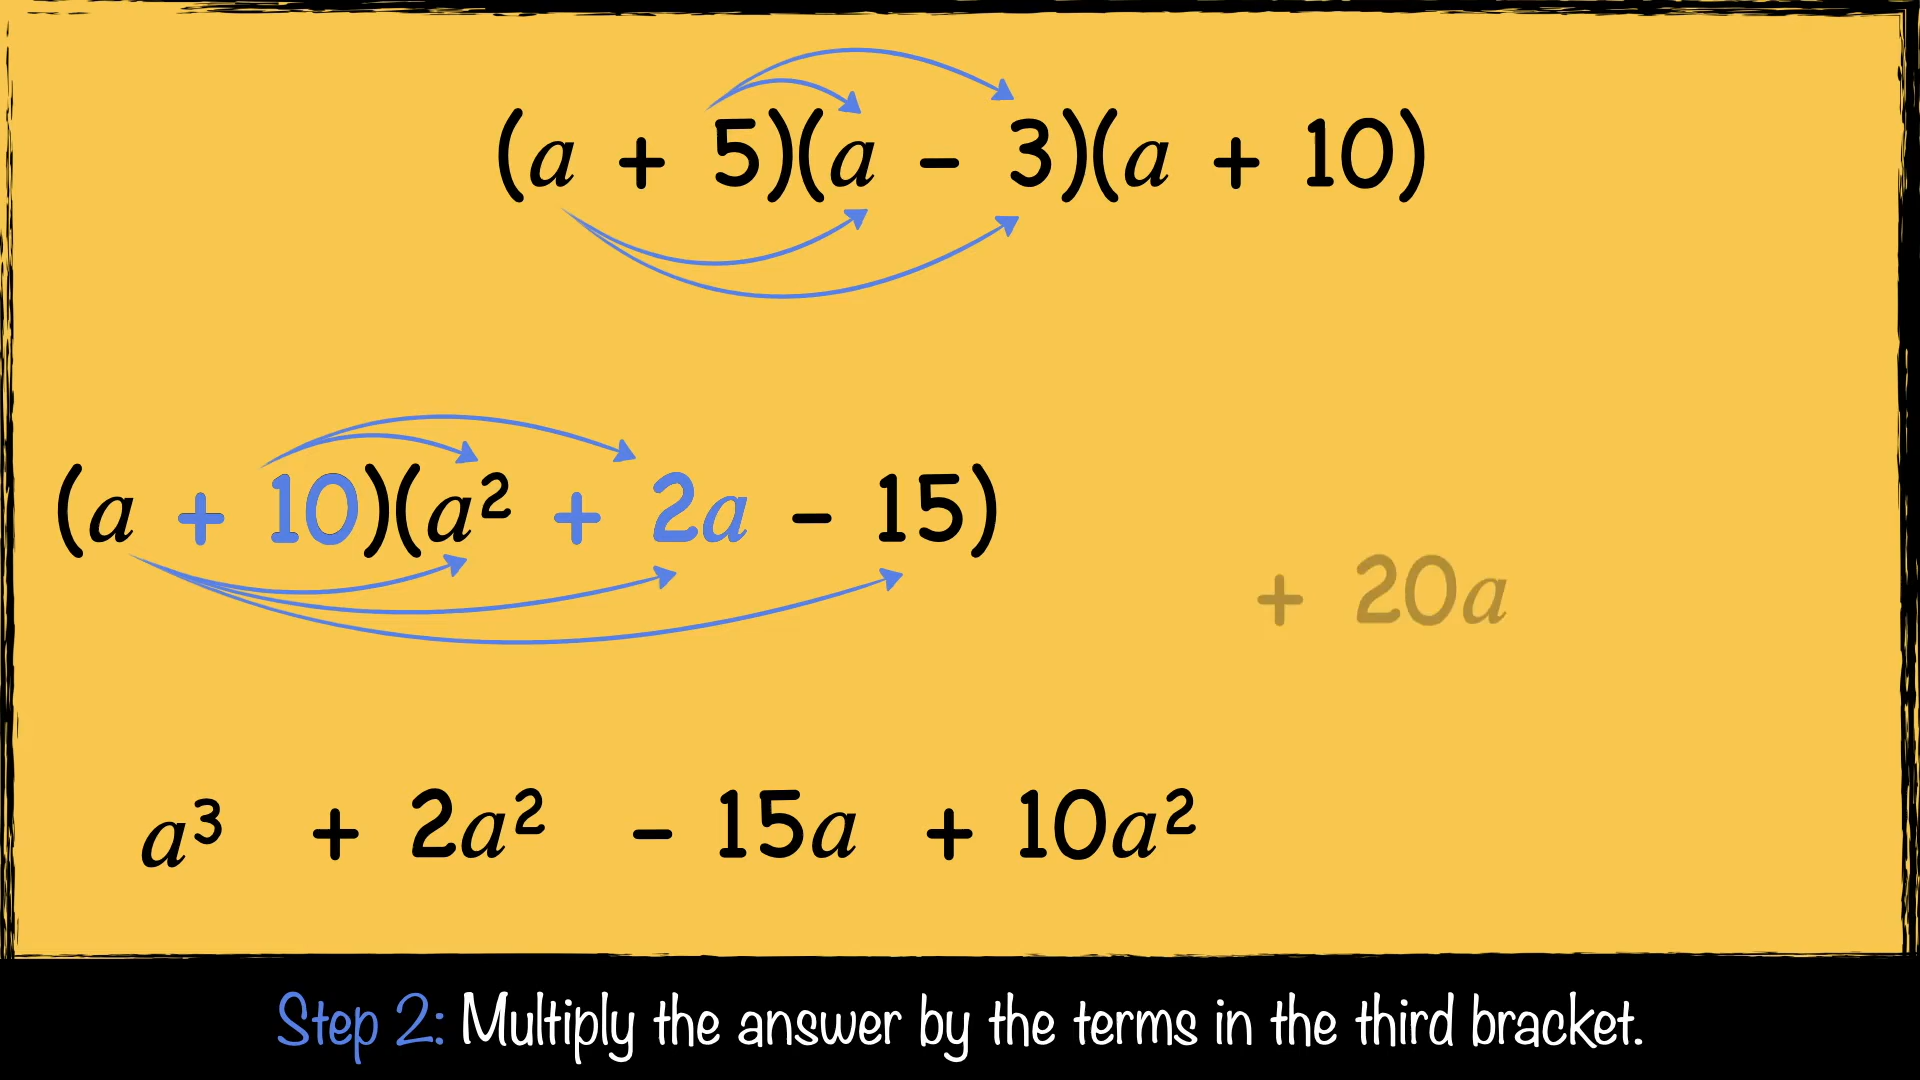 (a + 5)(a − 3)(a + 10)
(a + 10)(a² + 2a − 15)
+ 20a
a³ + 2a² − 15a + 10a²
Step 2: Multiply the answer by the terms in the third bracket.